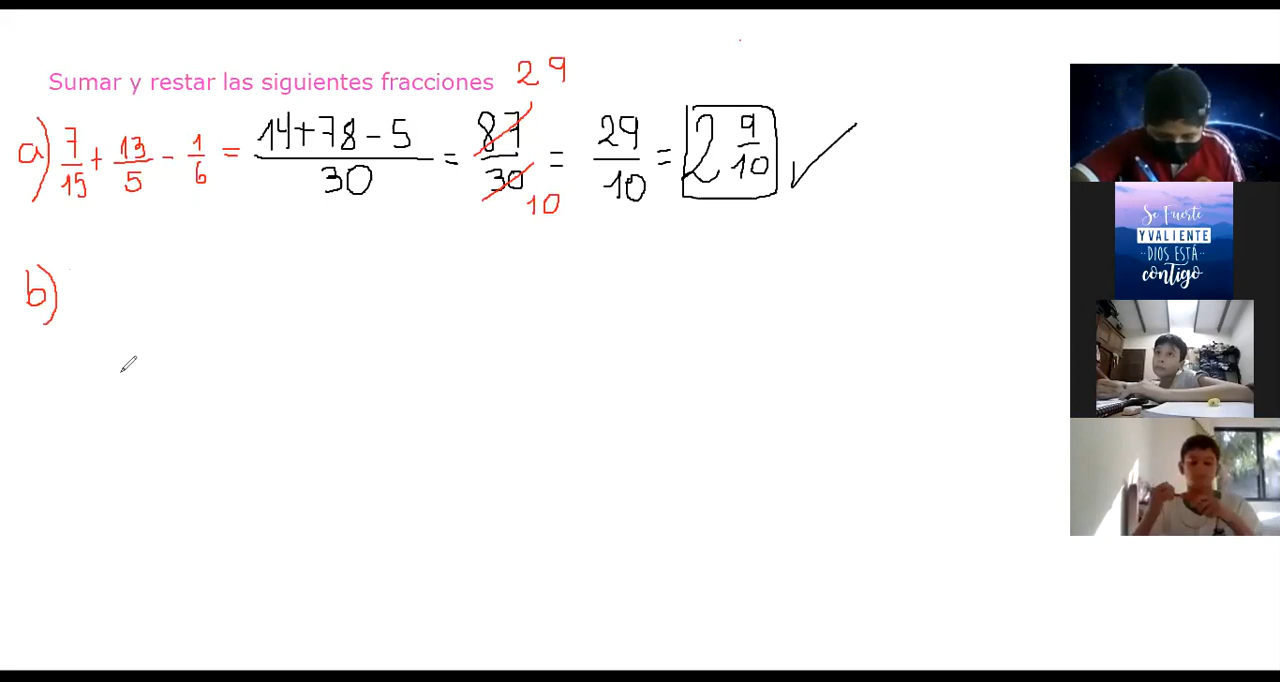 Sumar y restar las siguientes fracciones
a) 7/15 + 13/5 - 1/6 = (14+78-5)/30 = 87/30 = 29/10 = 2 9/10 ✓
29
10
b)
Se Fuerte
Y VALIENTE
DIOS ESTÁ
contigo